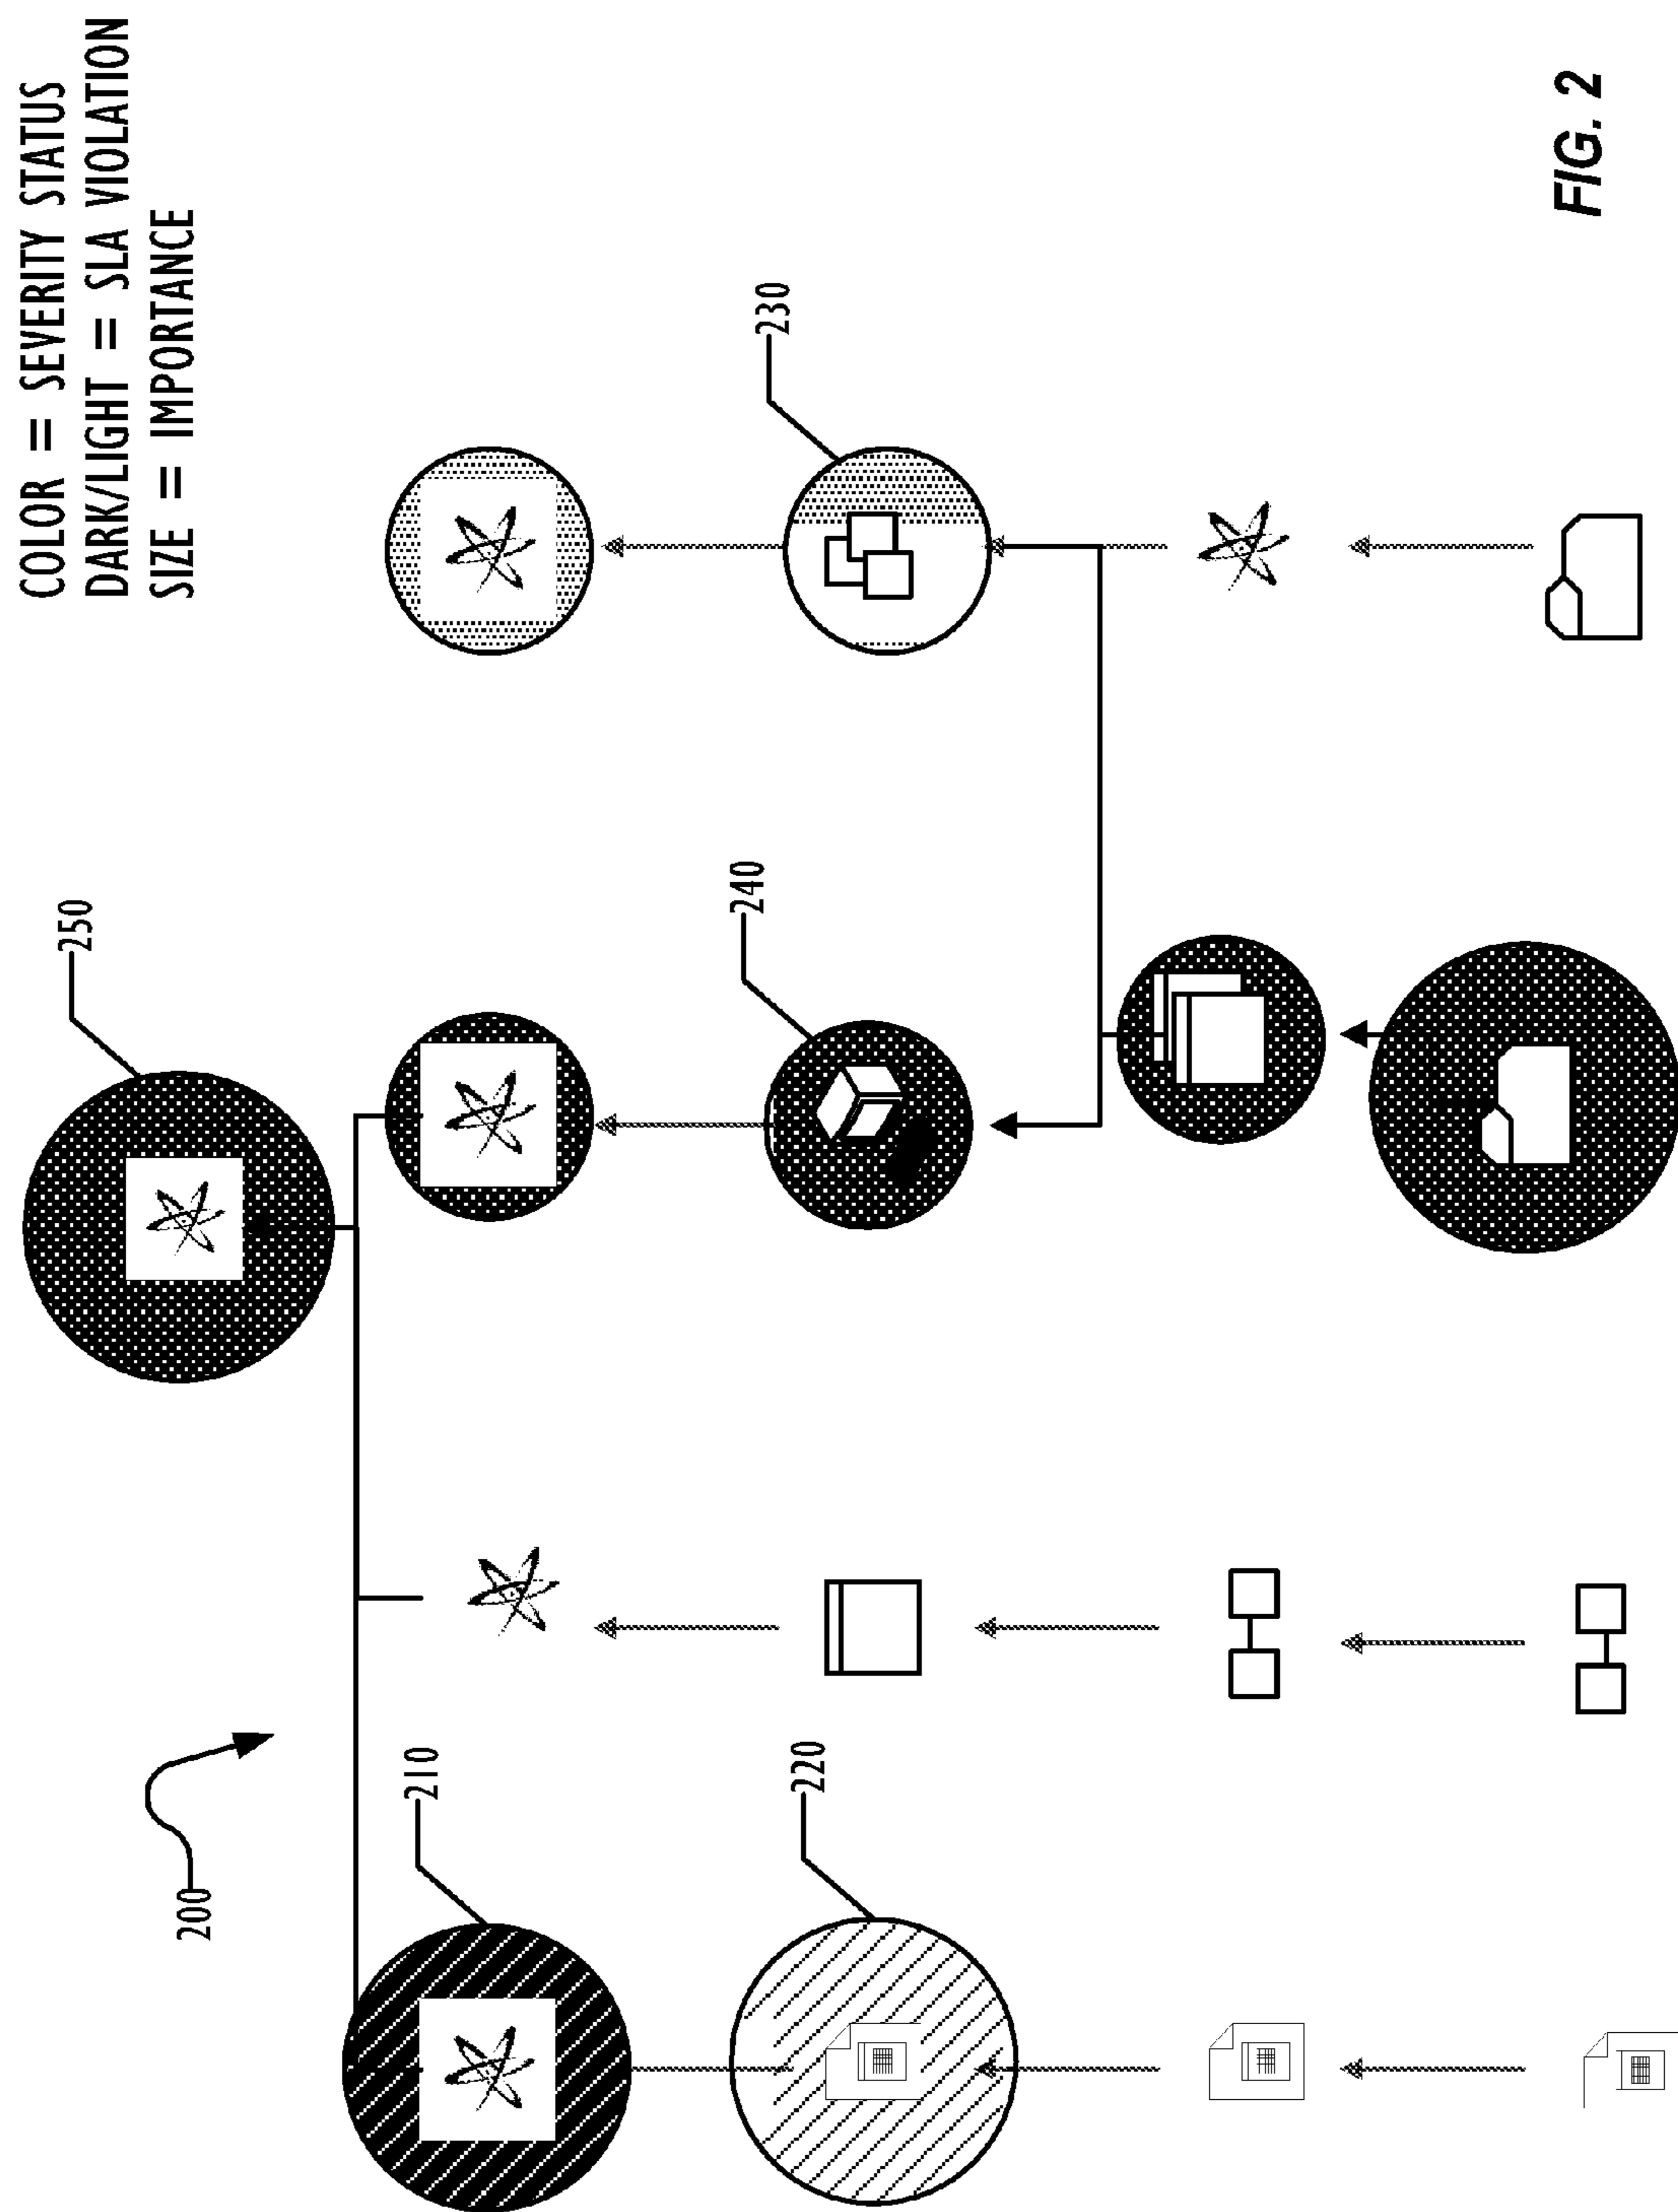 COLOR = SEVERITY STATUS
DARK/LIGHT = SLA VIOLATION
SIZE = IMPORTANCE
200
250
210
240
220
230
FIG. 2